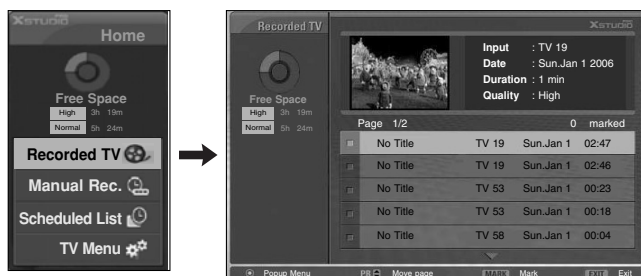 XSTUDIO
Home
Free Space
High 3h 19m
Normal 5h 24m
Recorded TV
Manual Rec.
Scheduled List
TV Menu
Recorded TV
XSTUDIO
Free Space
High 3h 19m
Normal 5h 24m
Input : TV 19
Date : Sun.Jan 1 2006
Duration : 1 min
Quality : High
Page 1/2 0 marked
No Title TV 19 Sun.Jan 1 02:47
No Title TV 19 Sun.Jan 1 02:46
No Title TV 53 Sun.Jan 1 00:23
No Title TV 53 Sun.Jan 1 00:18
No Title TV 58 Sun.Jan 1 00:04
Popup Menu PR Move page MARK Mark EXIT Exit